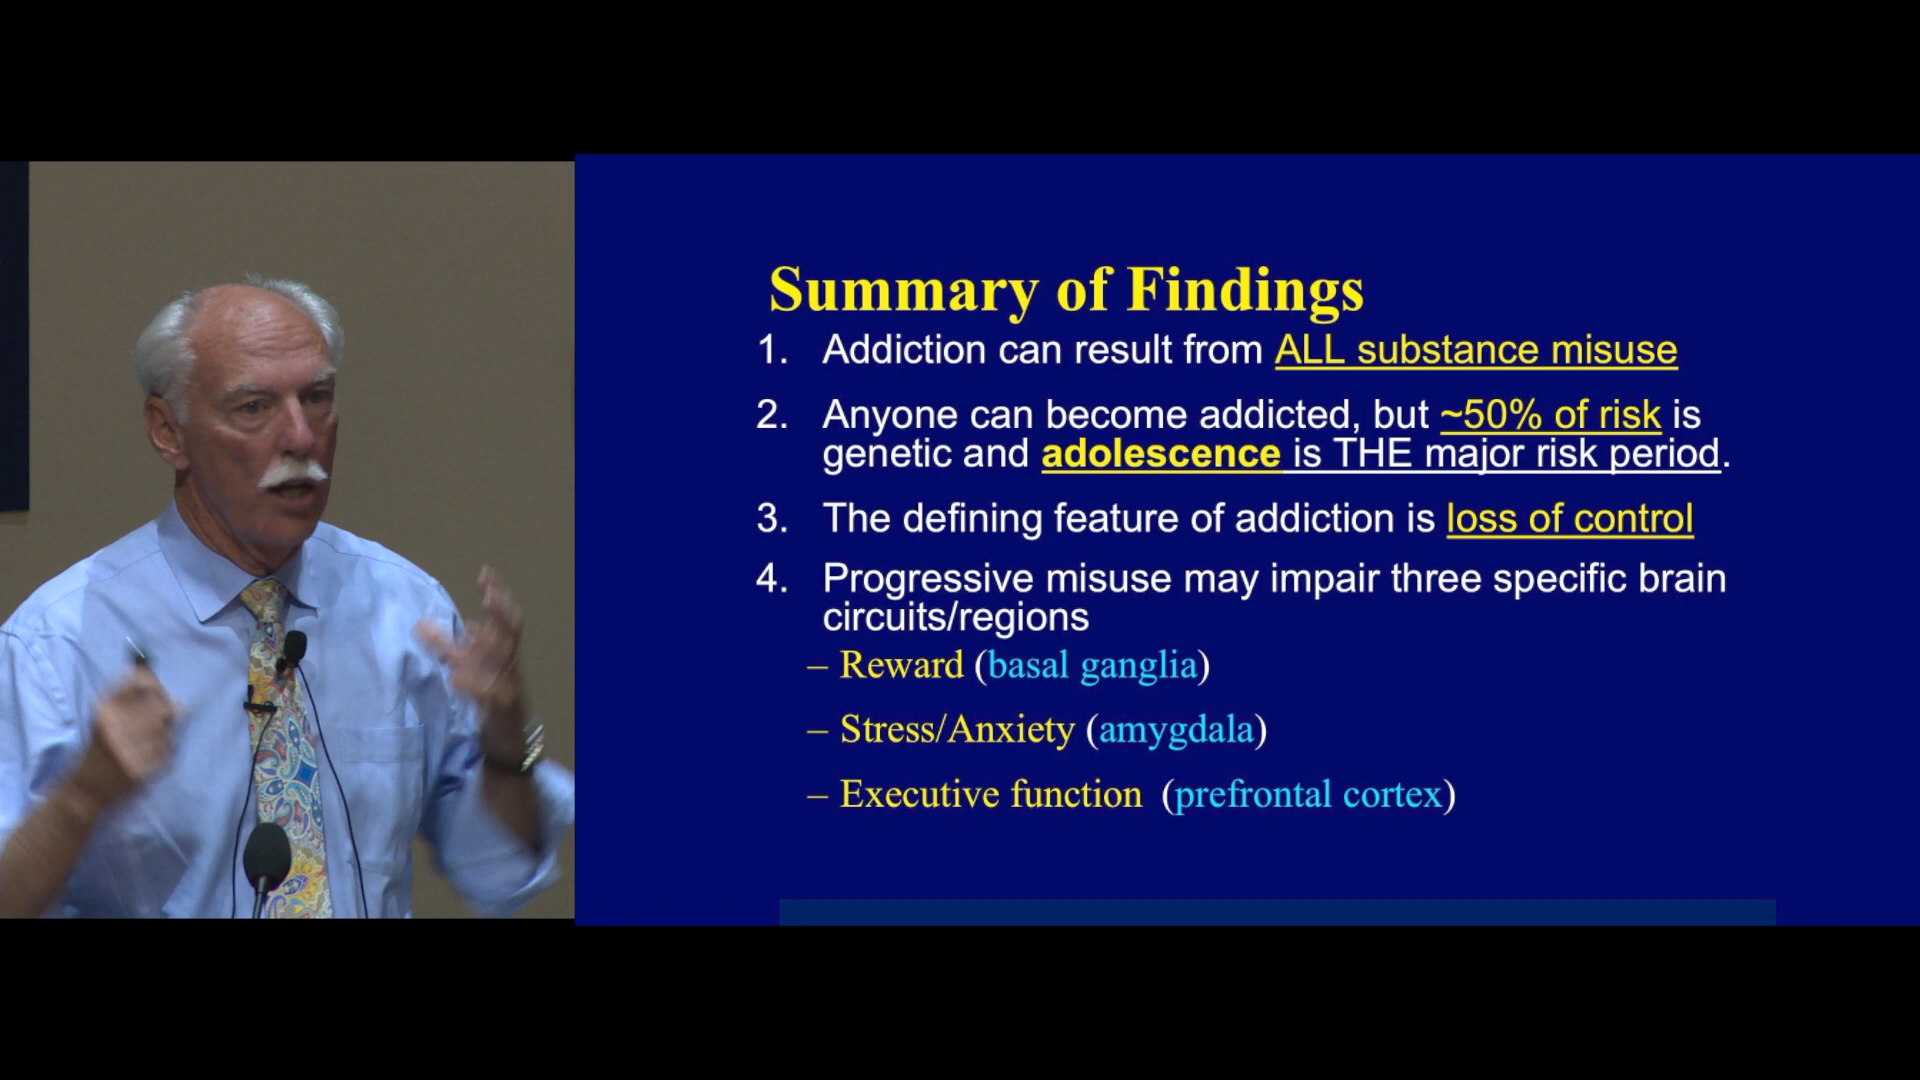 Summary of Findings
1. Addiction can result from ALL substance misuse
2. Anyone can become addicted, but ~50% of risk is
genetic and adolescence is THE major risk period.
3. The defining feature of addiction is loss of control
4. Progressive misuse may impair three specific brain
circuits/regions
– Reward (basal ganglia)
– Stress/Anxiety (amygdala)
– Executive function (prefrontal cortex)